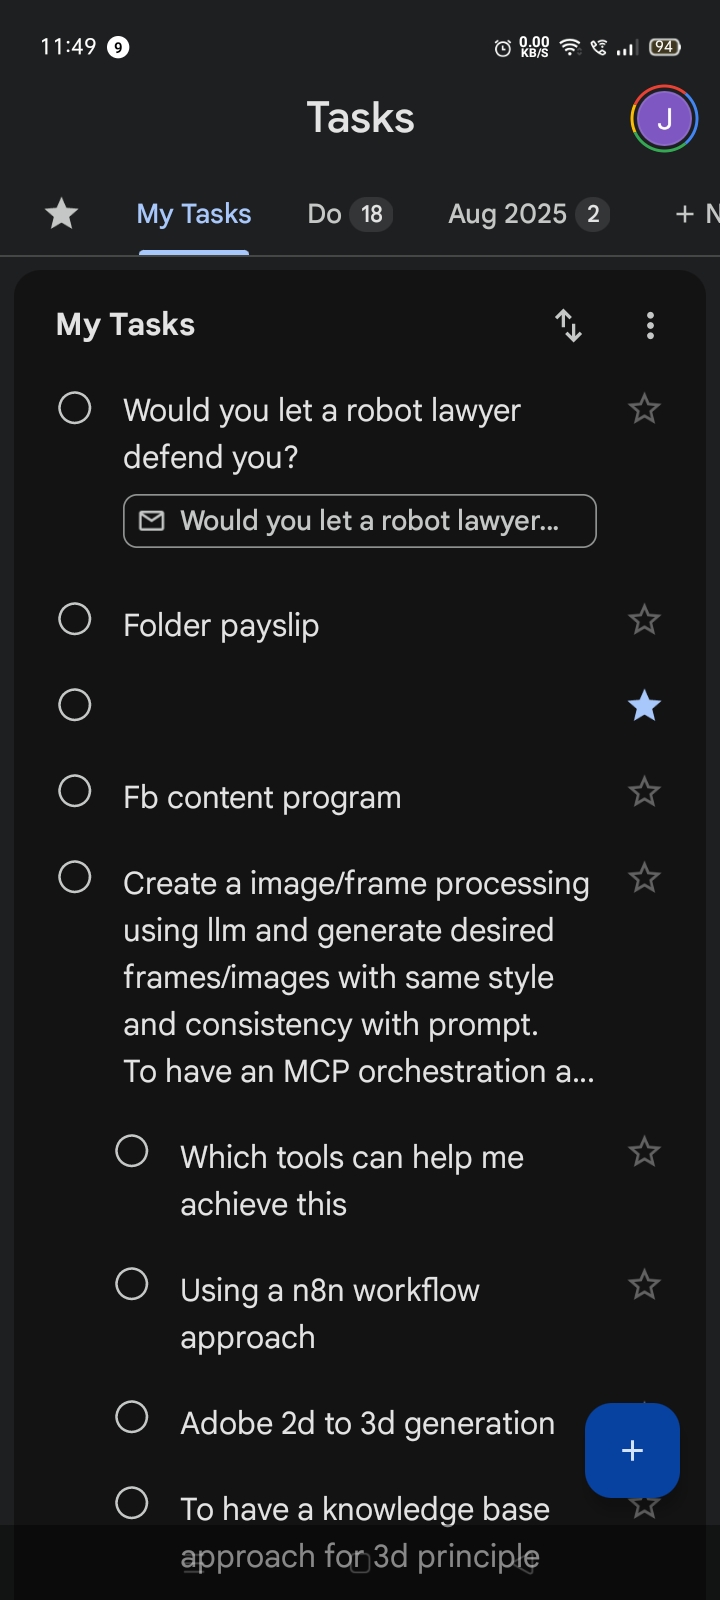 11:49 9 0.00 KB/S 94
Tasks
J
My Tasks Do 18 Aug 2025 2 + N
My Tasks
Would you let a robot lawyer
defend you?
Would you let a robot lawyer...
Folder payslip
Fb content program
Create a image/frame processing
using llm and generate desired
frames/images with same style
and consistency with prompt.
To have an MCP orchestration a...
Which tools can help me
achieve this
Using a n8n workflow
approach
Adobe 2d to 3d generation
+
To have a knowledge base
approach for 3d principle